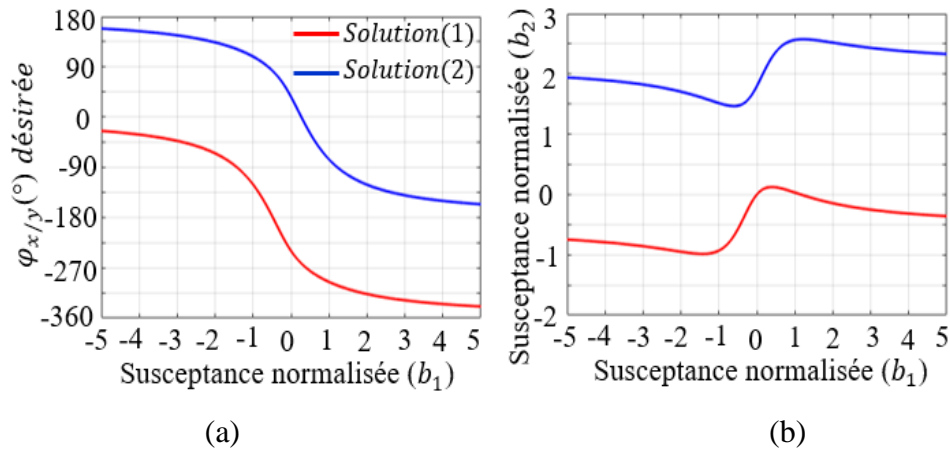 180
90
0
-90
-180
-270
-360
φx/y(°) désirée
Solution(1)
Solution(2)
-5 -4 -3 -2 -1 0 1 2 3 4 5
Susceptance normalisée (b1)
(a)
3
2
1
0
-1
-2
Susceptance normalisée (b2)
-5 -4 -3 -2 -1 0 1 2 3 4 5
Susceptance normalisée (b1)
(b)